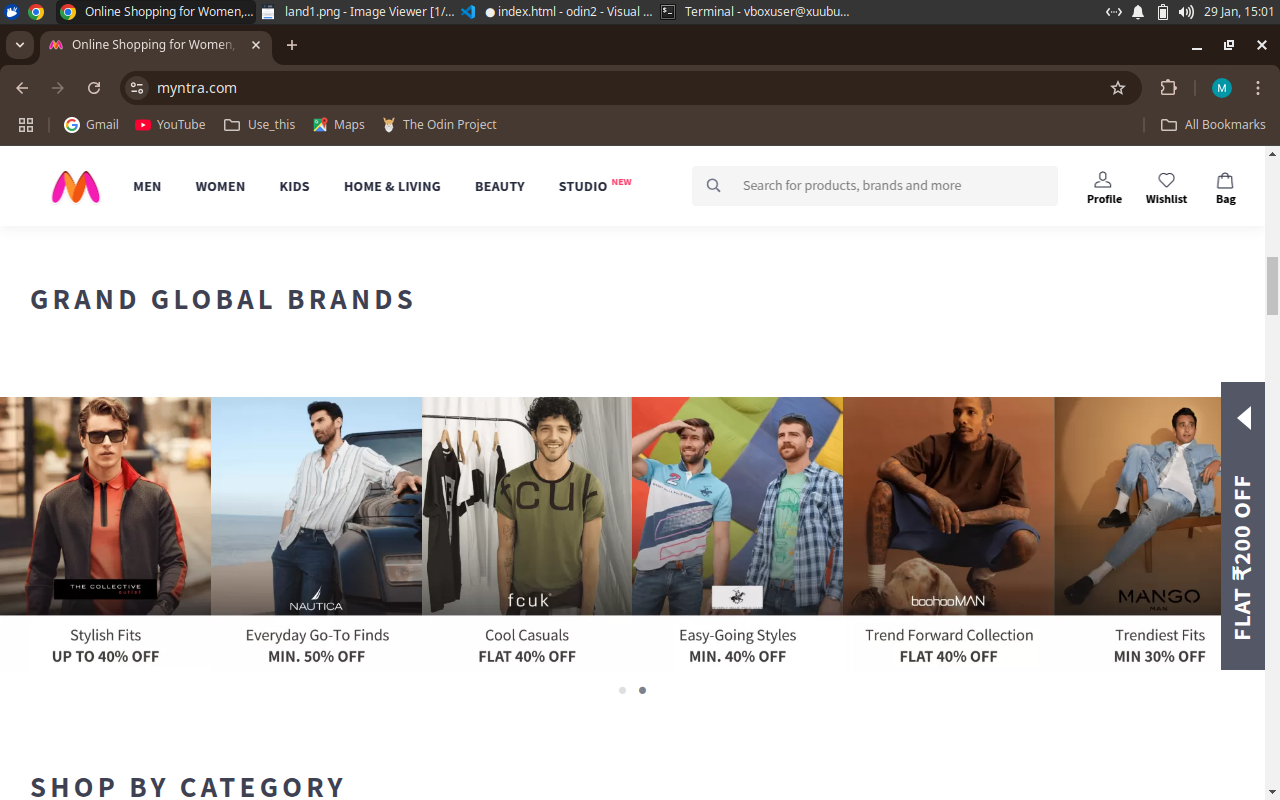 Online Shopping for Women,... land1.png - Image Viewer [1/... index.html - odin2 - Visual ... Terminal - vboxuser@xuubu... 29 Jan, 15:01
Online Shopping for Women,
myntra.com M
Gmail YouTube Use_this Maps The Odin Project All Bookmarks
MEN WOMEN KIDS HOME & LIVING BEAUTY STUDIO NEW Search for products, brands and more Profile Wishlist Bag
GRAND GLOBAL BRANDS
FLAT ₹200 OFF
fcuk
2
THE COLLECTIVE
outlet
NAUTICA fcuk boohooMAN MANGO
MAN
Stylish Fits Everyday Go-To Finds Cool Casuals Easy-Going Styles Trend Forward Collection Trendiest Fits
UP TO 40% OFF MIN. 50% OFF FLAT 40% OFF MIN. 40% OFF FLAT 40% OFF MIN 30% OFF
SHOP BY CATEGORY